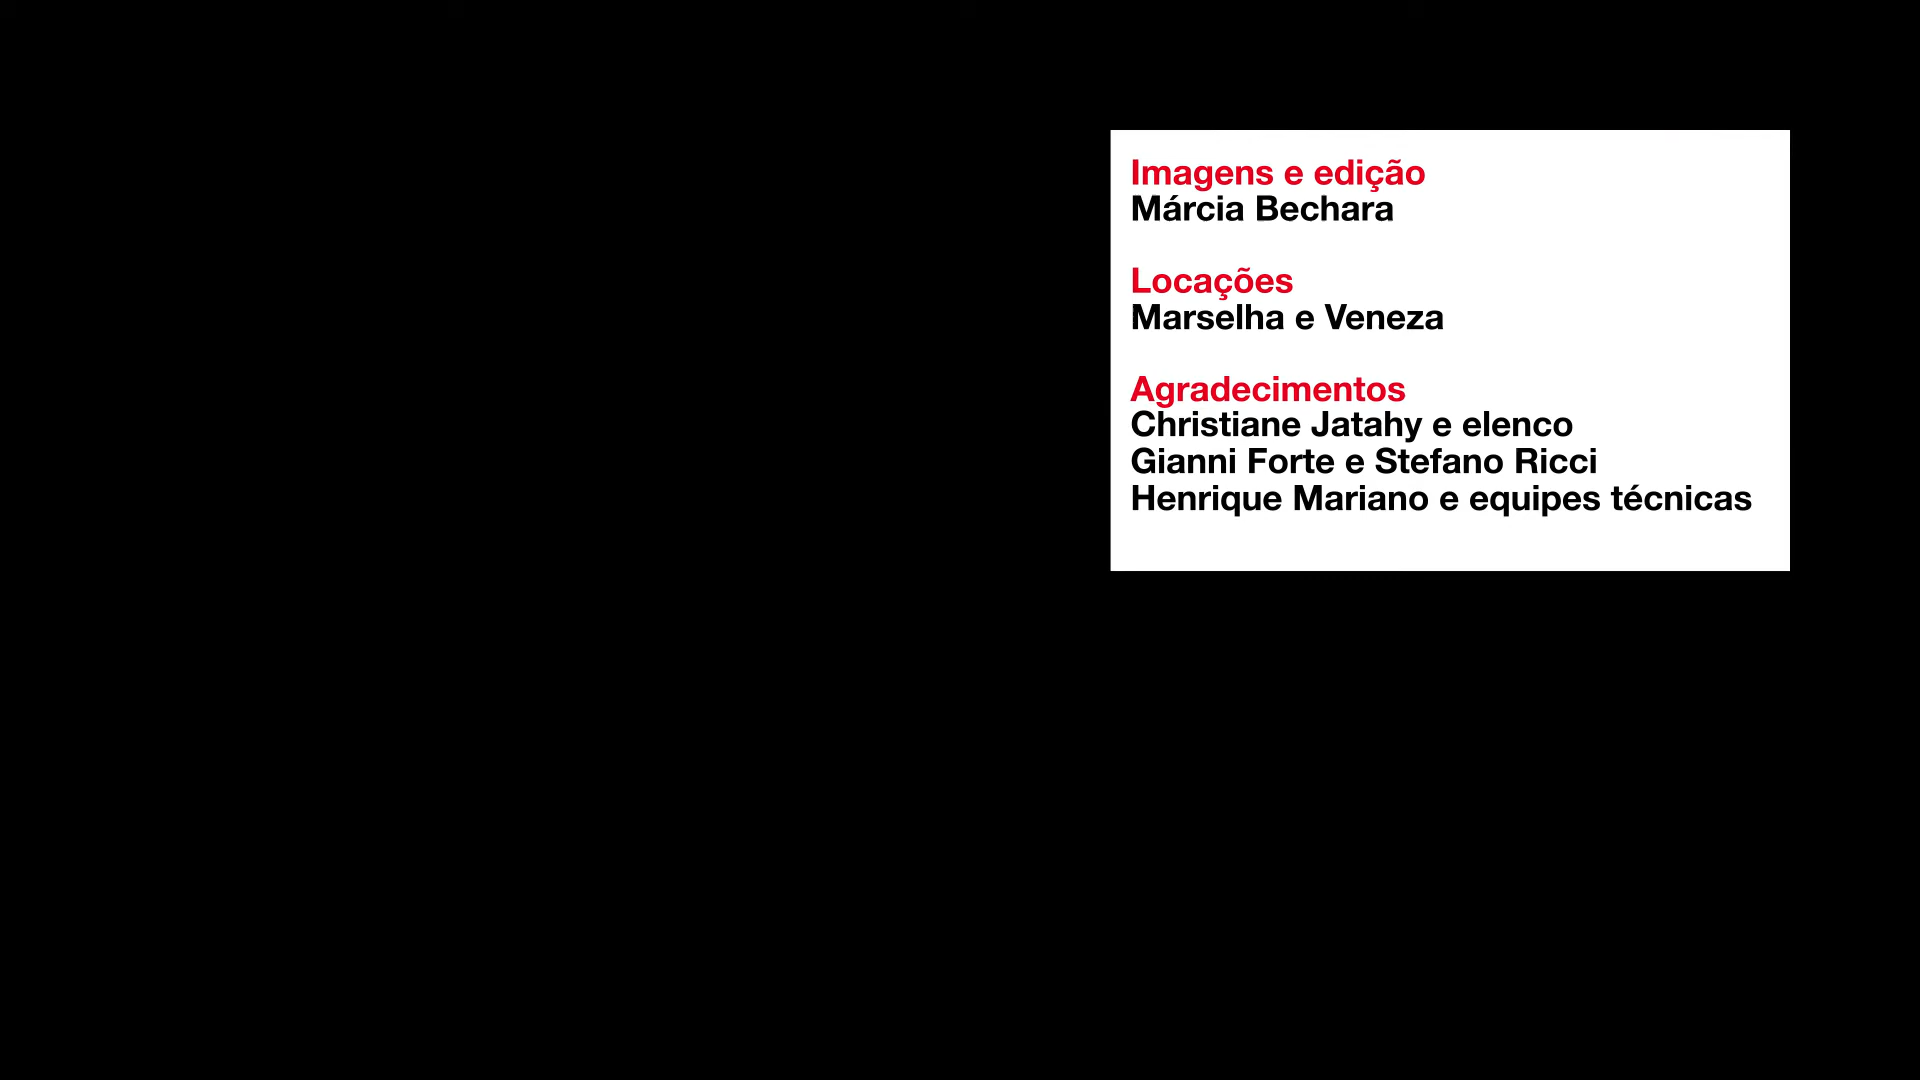 Imagens e edição
Márcia Bechara
Locações
Marselha e Veneza
Agradecimentos
Christiane Jatahy e elenco
Gianni Forte e Stefano Ricci
Henrique Mariano e equipes técnicas